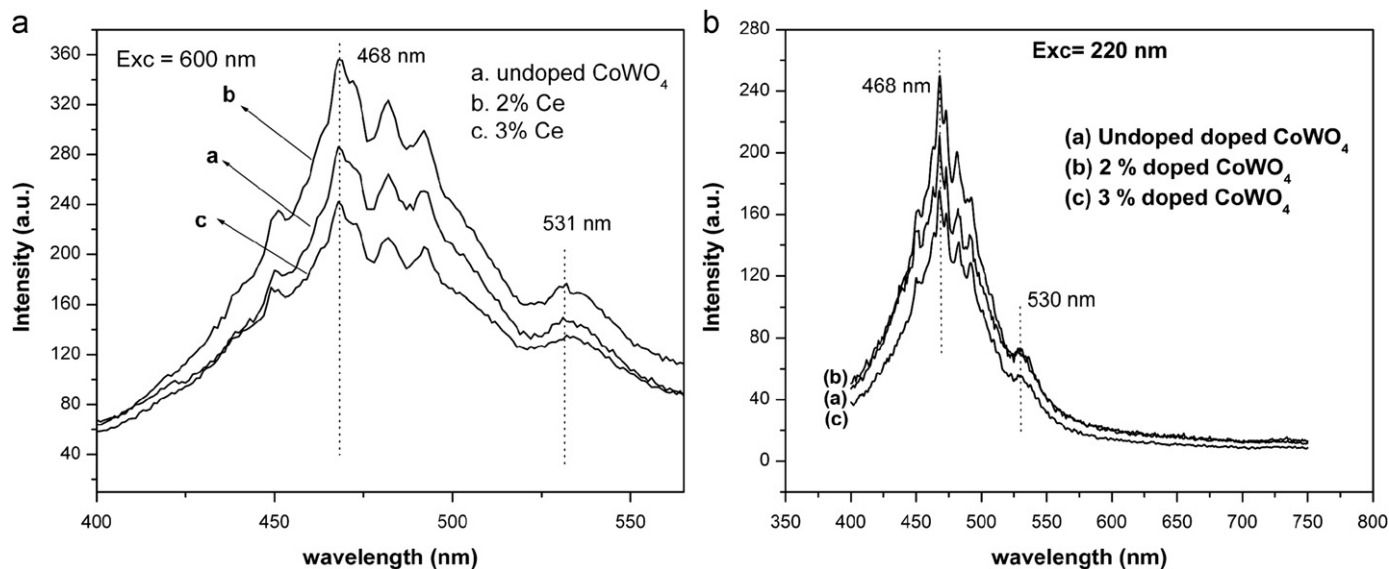 a
Exc = 600 nm
468 nm
a. undoped CoWO4
b. 2% Ce
c. 3% Ce
b
a
c
531 nm
Intensity (a.u.)
360
320
280
240
200
160
120
80
40
400
450
500
550
wavelength (nm)
b
Exc= 220 nm
468 nm
(a) Undoped doped CoWO4
(b) 2 % doped CoWO4
(c) 3 % doped CoWO4
530 nm
(b)
(a)
(c)
Intensity (a.u.)
280
240
200
160
120
80
40
0
350
400
450
500
550
600
650
700
750
800
wavelength (nm)